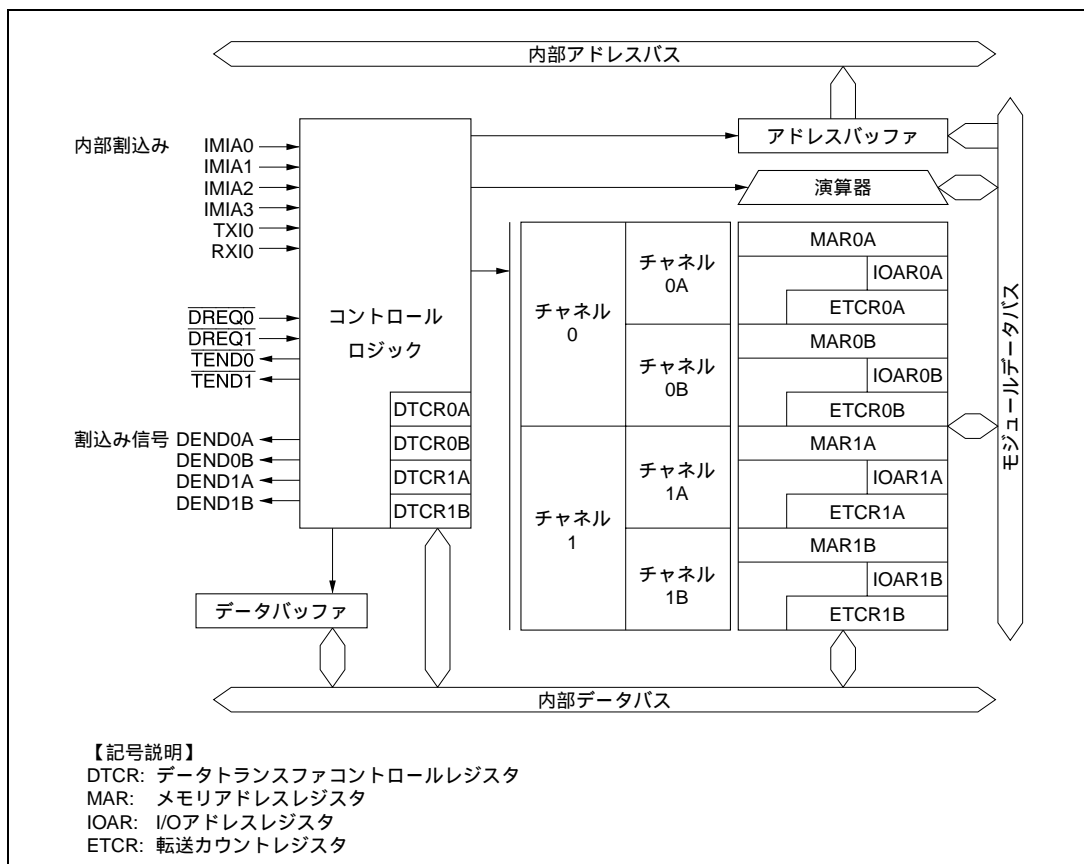 内部アドレスバス
内部割込み
IMIA0
IMIA1
IMIA2
IMIA3
TXI0
RXI0
DREQ0
DREQ1
TEND0
TEND1
割込み信号
DEND0A
DEND0B
DEND1A
DEND1B
コントロール
ロジック
DTCR0A
DTCR0B
DTCR1A
DTCR1B
データバッファ
アドレスバッファ
演算器
チャネル
0
チャネル
1
チャネル
0A
チャネル
0B
チャネル
1A
チャネル
1B
MAR0A
IOAR0A
ETCR0A
MAR0B
IOAR0B
ETCR0B
MAR1A
IOAR1A
ETCR1A
MAR1B
IOAR1B
ETCR1B
モジュールデータバス
内部データバス
【記号説明】
DTCR: データトランスファコントロールレジスタ
MAR: メモリアドレスレジスタ
IOAR: I/Oアドレスレジスタ
ETCR: 転送カウントレジスタ